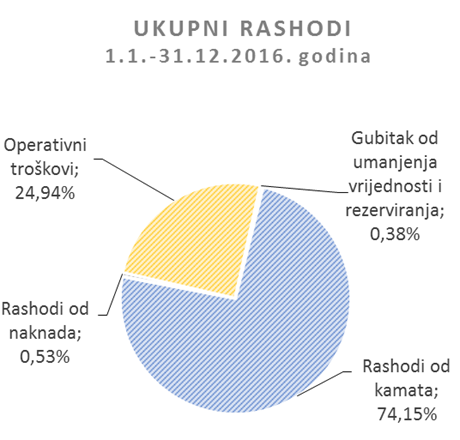 UKUPNI RASHODI
1.1.-31.12.2016. godina
Operativni
troškovi;
24,94%
Gubitak od
umanjenja
vrijednosti i
rezerviranja;
0,38%
Rashodi od
naknada;
0,53%
Rashodi od
kamata;
74,15%